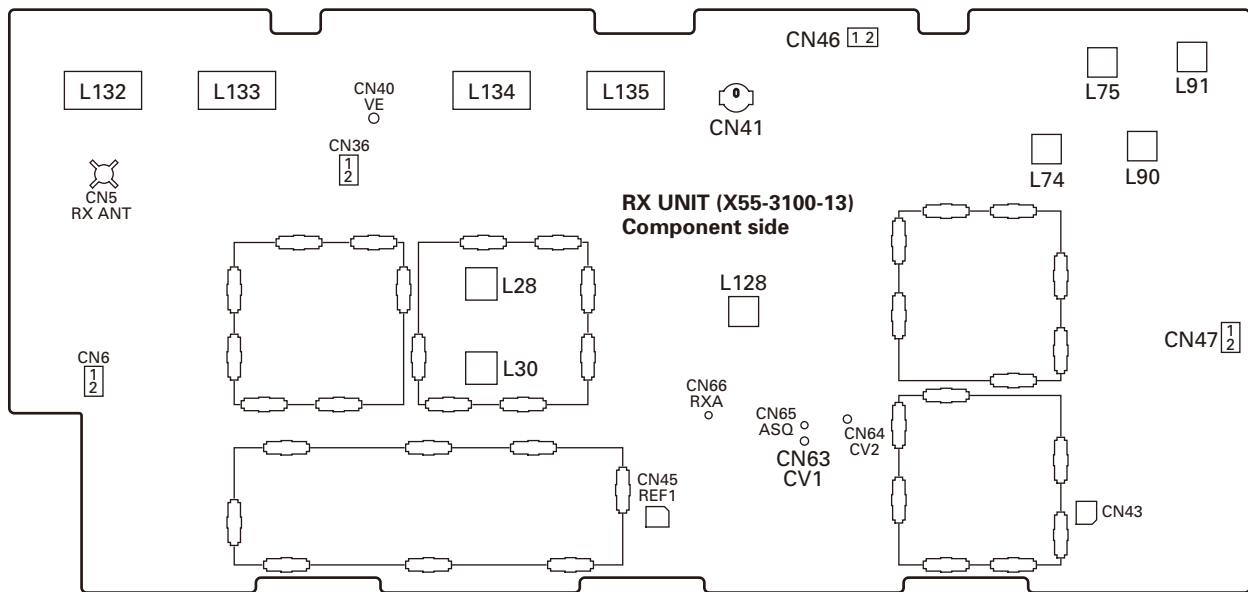 CN46 1 2
L132
L133
CN40
VE
L134
L135
CN41
L75
L91
CN36
1
2
L74
L90
CN5
RX ANT
RX UNIT (X55-3100-13)
Component side
L28
L128
L30
CN47 1
2
CN6
1
2
CN66
RXA
CN65
ASQ
CN63
CV1
CN64
CV2
CN45
REF1
CN43